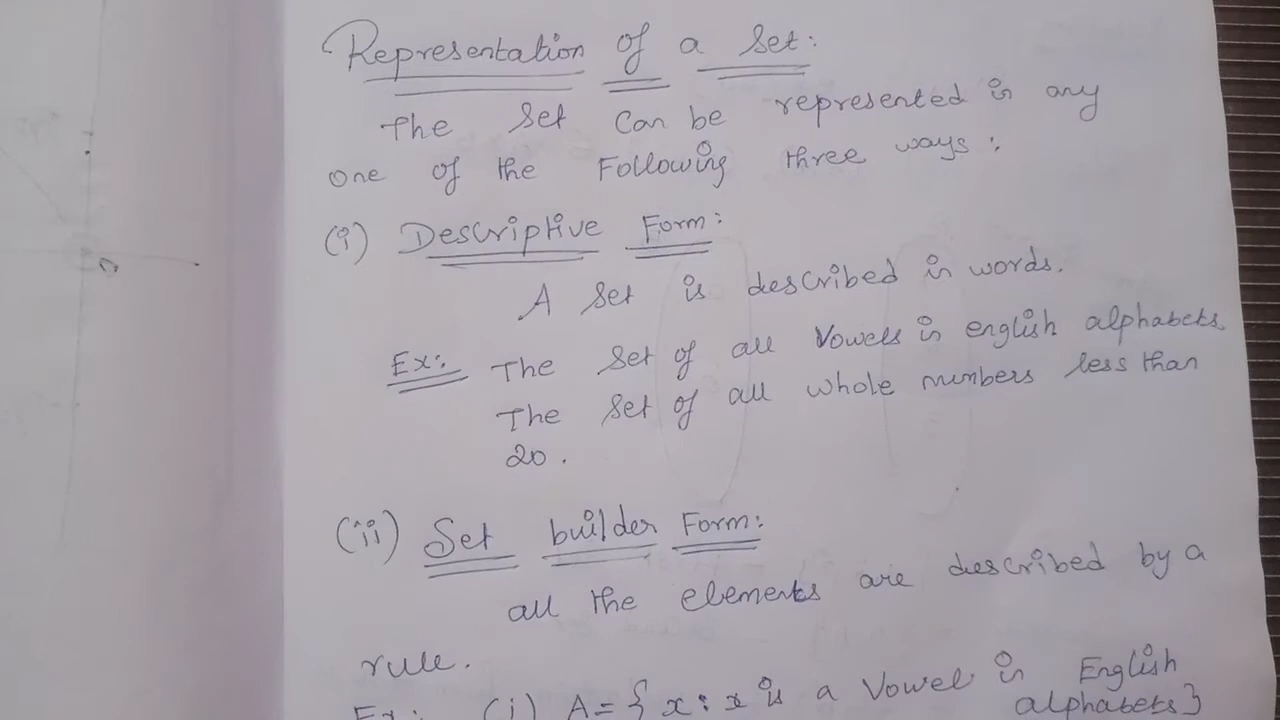 Representation of a Set:
The Set Can be represented in any
one of the Following three ways:
(i) Descriptive Form:
A Set is described in words.
Ex: The Set of all Vowels in english alphabets.
The Set of all whole numbers less than
20.
(ii) Set builder Form:
all the elements are described by a
rule.
Ex: (i) A = { x : x is a Vowel in English
alphabets}